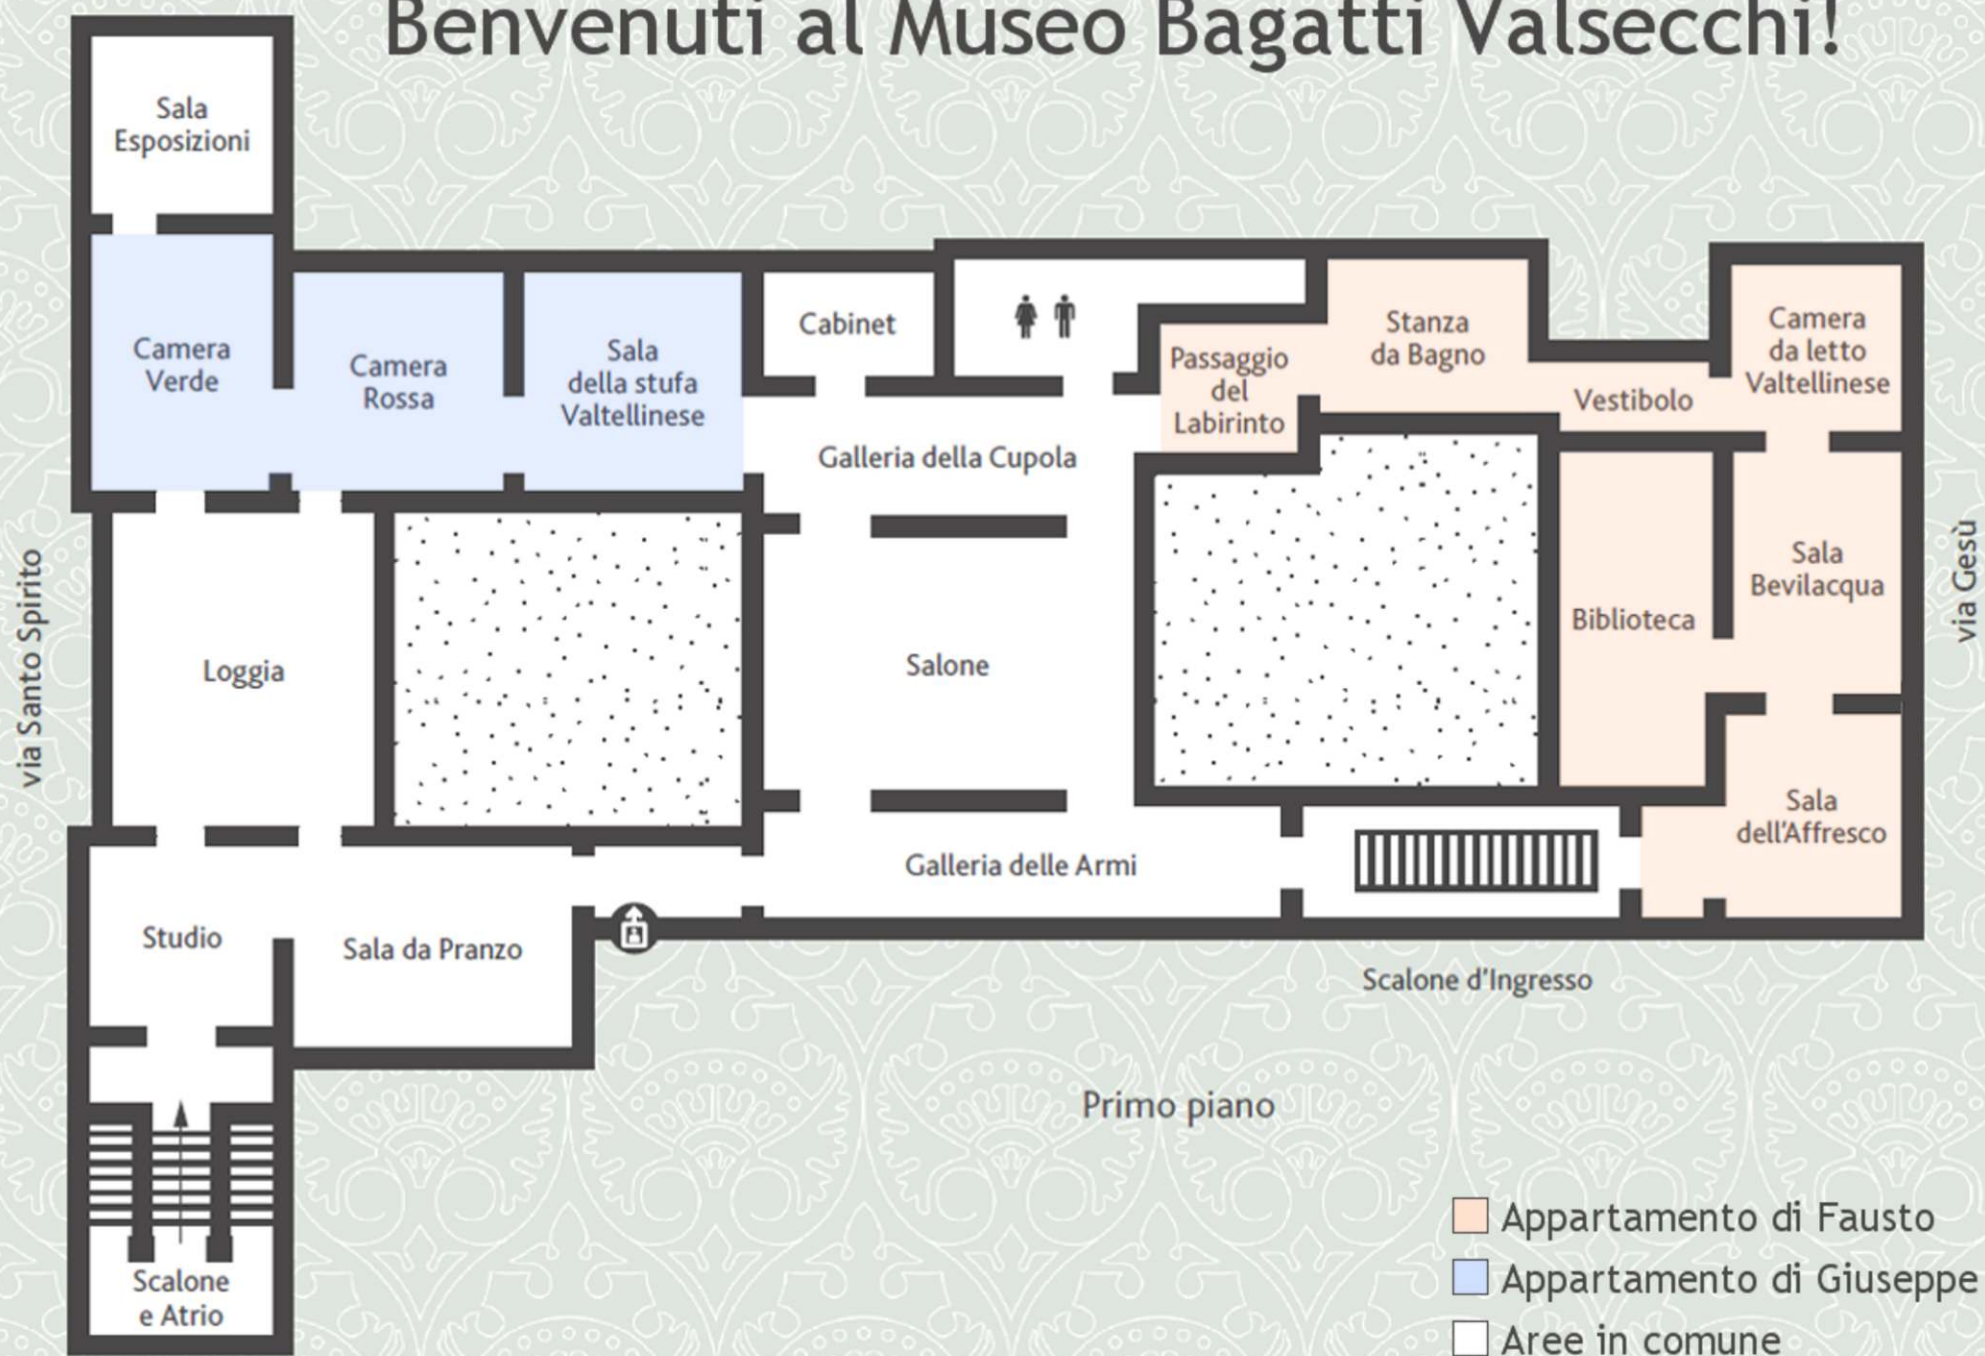 Benvenuti al Museo Bagatti Valsecchi!
Sala
Esposizioni
Camera
Verde
Camera
Rossa
Sala
della stufa
Valtellinese
Cabinet
Passaggio
del
Labirinto
Stanza
da Bagno
Vestibolo
Camera
da letto
Valtellinese
Galleria della Cupola
via Santo Spirito
Loggia
Salone
Biblioteca
Sala
Bevilacqua
via Gesù
Sala
dell'Affresco
Galleria delle Armi
Studio
Sala da Pranzo
Scalone d'Ingresso
Primo piano
Scalone
e Atrio
Appartamento di Fausto
Appartamento di Giuseppe
Aree in comune